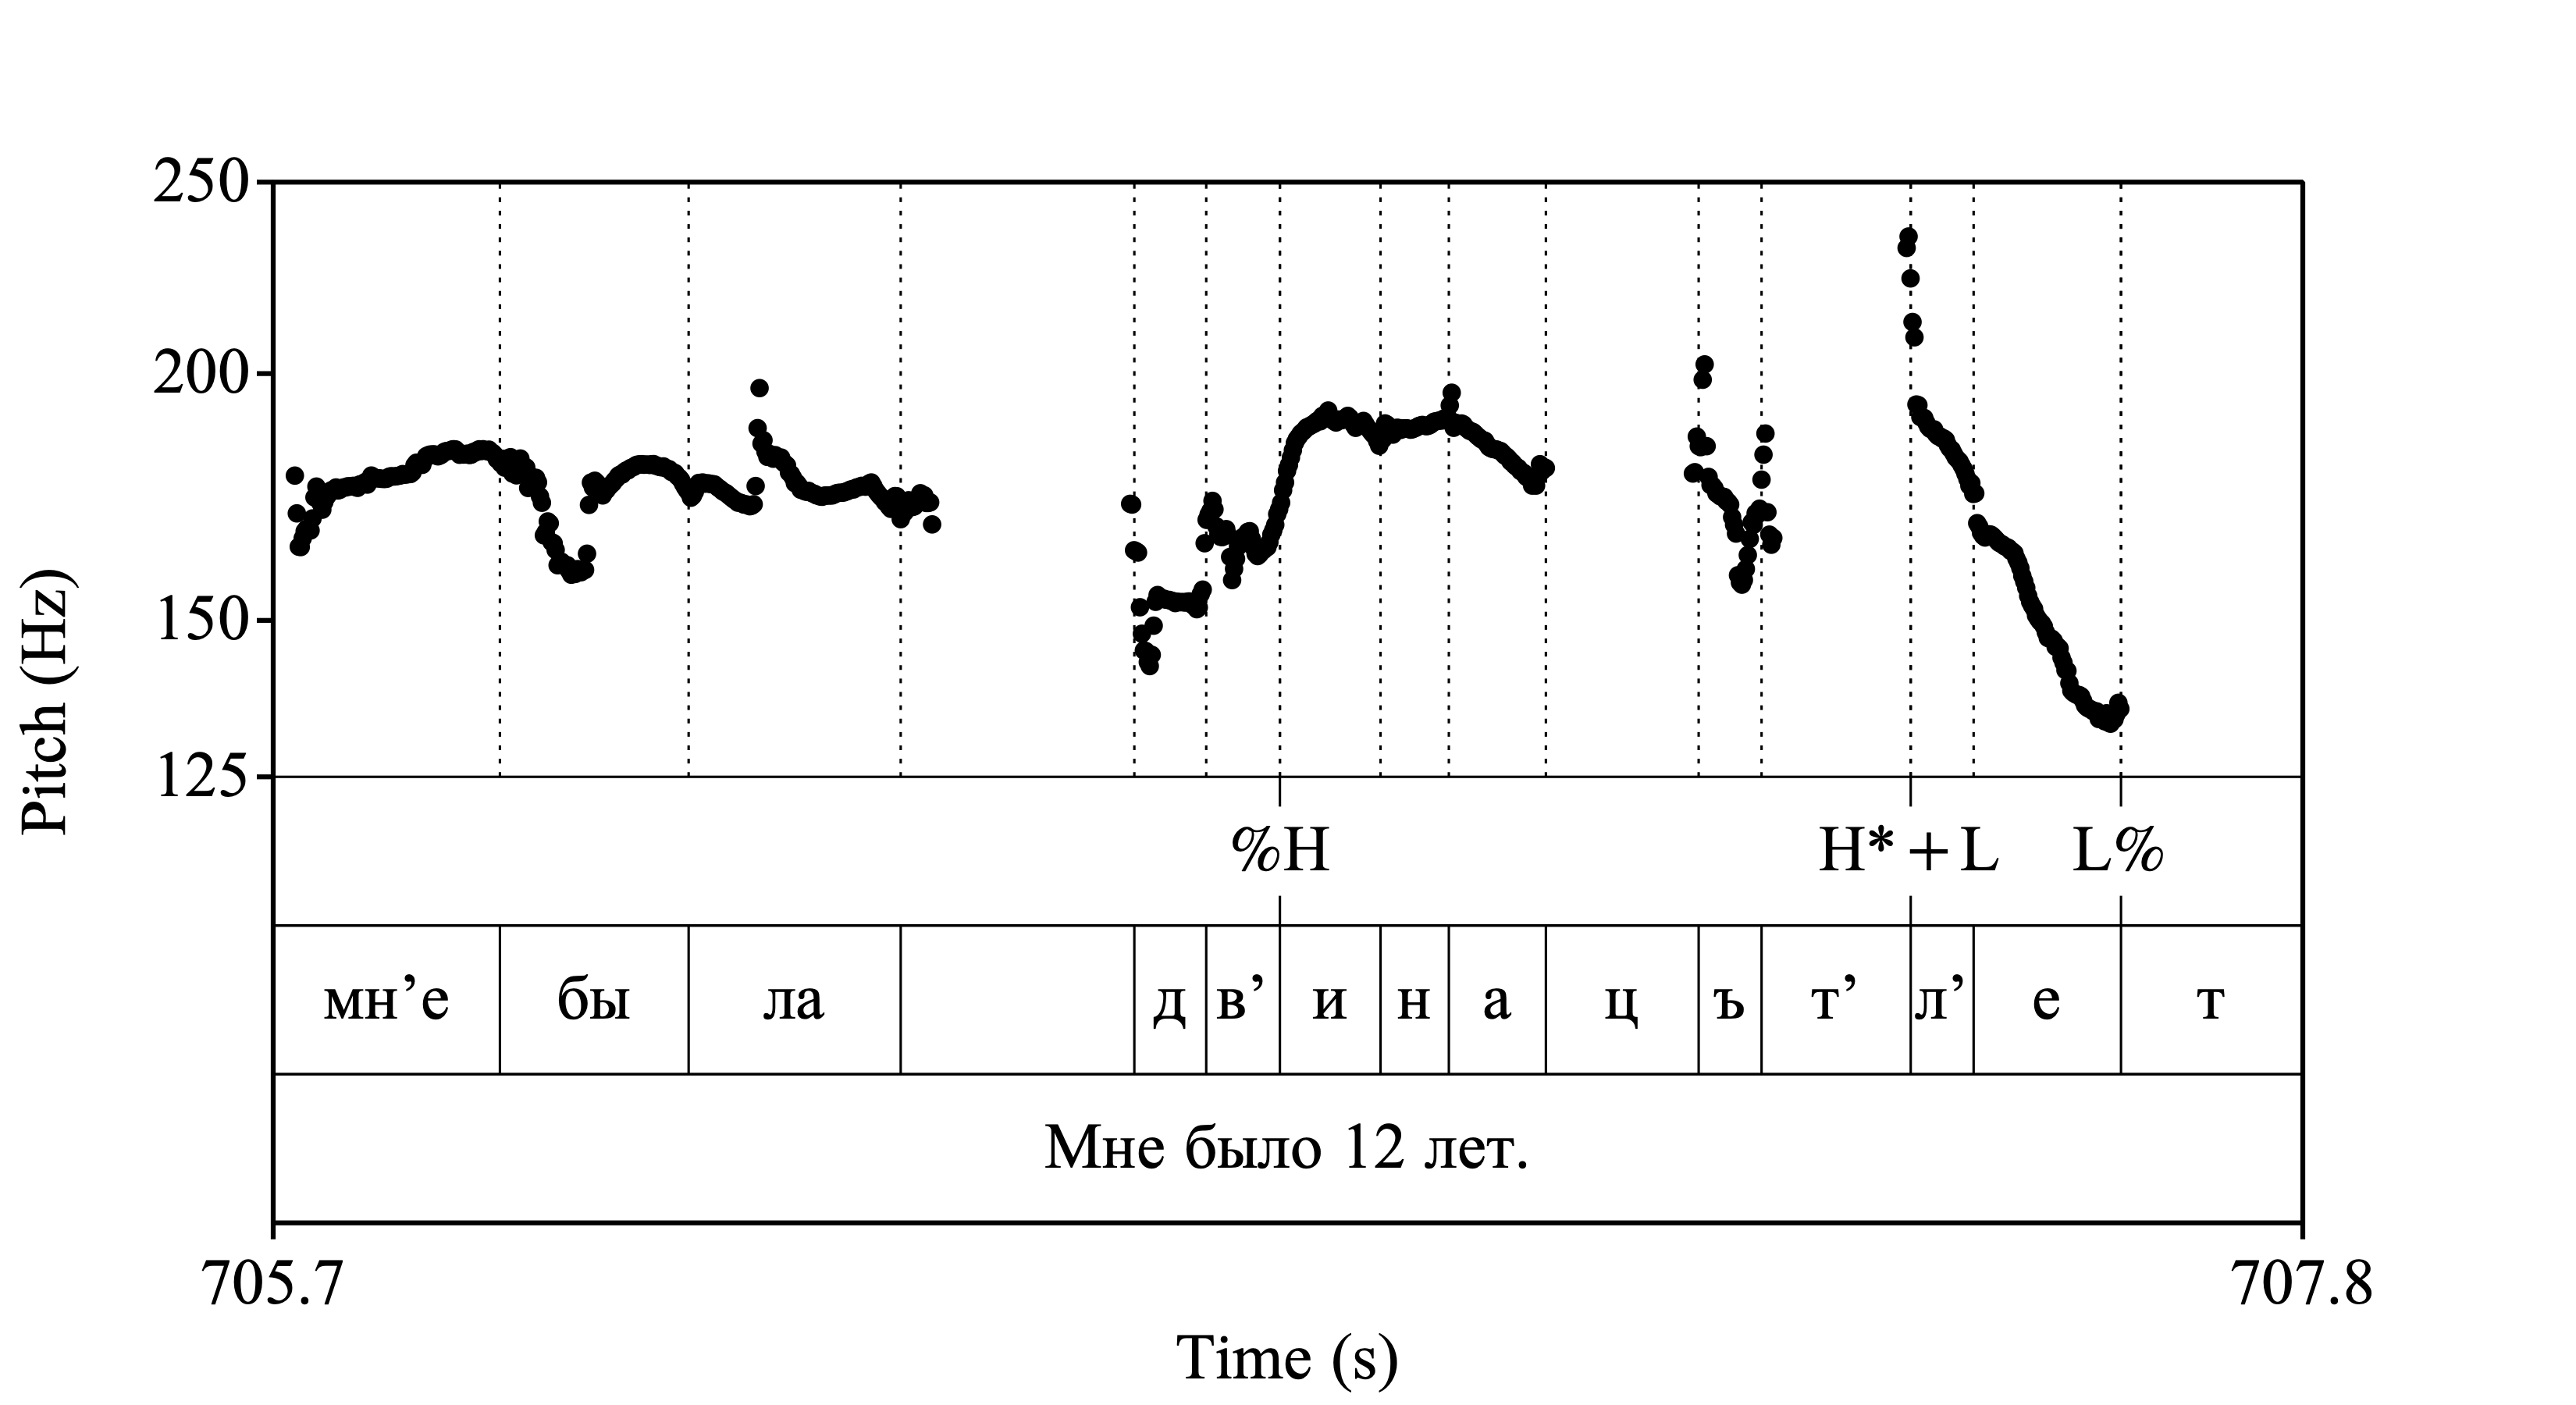 250
200
150
125
Pitch (Hz)
%H H* + L L%
мн’е бы ла д в’ и н а ц ъ т’ л’ е т
Мне было 12 лет.
705.7 707.8
Time (s)